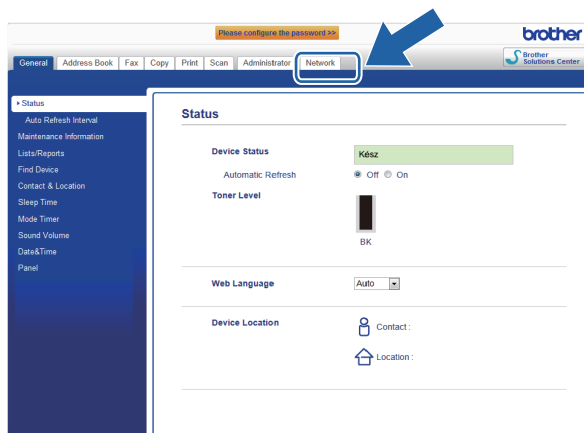 Please configure the password >>
brother
General Address Book Fax Copy Print Scan Administrator Network
Brother
Solutions Center
Status
Auto Refresh Interval
Maintenance Information
Lists/Reports
Find Device
Contact & Location
Sleep Time
Mode Timer
Sound Volume
Date&Time
Panel
Status
Device Status Kész
Automatic Refresh Off On
Toner Level
BK
Web Language Auto
Device Location Contact :
Location :